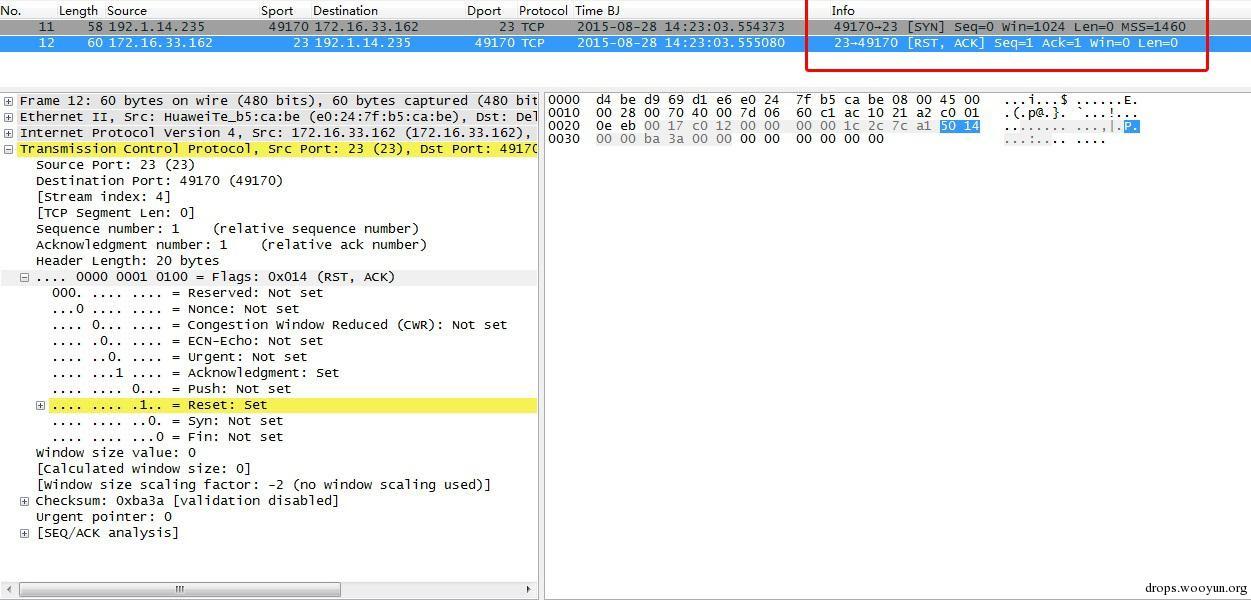 No. Length Source Sport Destination Dport Protocol Time BJ Info
11 58 192.1.14.235 49170 172.16.33.162 23 TCP 2015-08-28 14:23:03.554373 49170→23 [SYN] Seq=0 Win=1024 Len=0 MSS=1460
12 60 172.16.33.162 23 192.1.14.235 49170 TCP 2015-08-28 14:23:03.555080 23→49170 [RST, ACK] Seq=1 Ack=1 Win=0 Len=0
Frame 12: 60 bytes on wire (480 bits), 60 bytes captured (480 bit
Ethernet II, Src: HuaweiTe_b5:ca:be (e0:24:7f:b5:ca:be), Dst: Del
Internet Protocol Version 4, Src: 172.16.33.162 (172.16.33.162),
Transmission Control Protocol, Src Port: 23 (23), Dst Port: 49170
Source Port: 23 (23)
Destination Port: 49170 (49170)
[Stream index: 4]
[TCP Segment Len: 0]
Sequence number: 1 (relative sequence number)
Acknowledgment number: 1 (relative ack number)
Header Length: 20 bytes
.... 0000 0001 0100 = Flags: 0x014 (RST, ACK)
000. .... .... = Reserved: Not set
...0 .... .... = Nonce: Not set
.... 0... .... = Congestion Window Reduced (CWR): Not set
.... .0.. .... = ECN-Echo: Not set
.... ..0. .... = Urgent: Not set
.... ...1 .... = Acknowledgment: Set
.... .... 0... = Push: Not set
.... .... .1.. = Reset: Set
.... .... ..0. = Syn: Not set
.... .... ...0 = Fin: Not set
Window size value: 0
[Calculated window size: 0]
[Window size scaling factor: -2 (no window scaling used)]
Checksum: 0xba3a [validation disabled]
Urgent pointer: 0
[SEQ/ACK analysis]
0000 d4 be d9 69 d1 e6 e0 24 7f b5 ca be 08 00 45 00 ...i...$ ......E.
0010 00 28 00 70 40 00 7d 06 60 c1 ac 10 21 a2 c0 01 .(.p@.}. `...!...
0020 0e eb 00 17 c0 12 00 00 00 00 1c 2c 7c a1 50 14 ........ ...,|.P.
0030 00 00 ba 3a 00 00 00 00 00 00 00 00 ...:.... ....
drops.wooyun.org